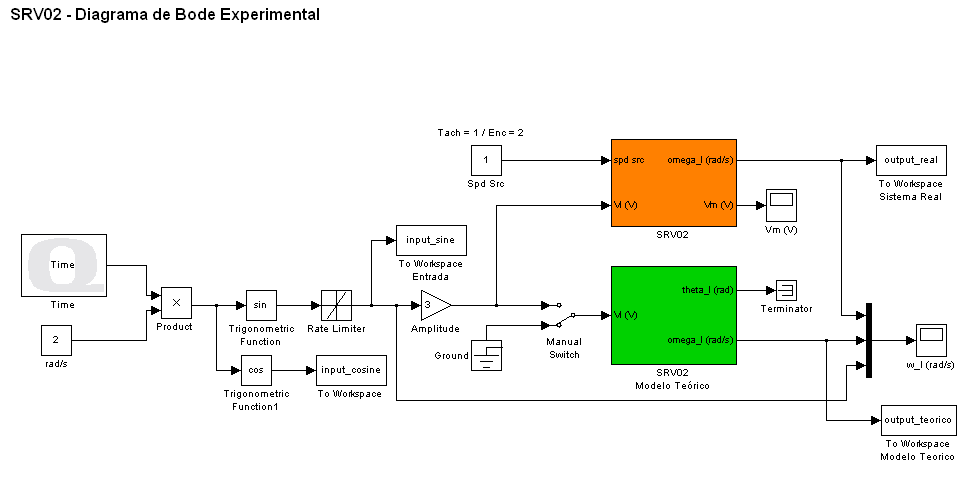 SRV02 - Diagrama de Bode Experimental
Tach = 1 / Enc = 2
1
Spd Src
spd src
omega_l (rad/s)
Vi (V)
Vm (V)
SRV02
output_real
To Workspace
Sistema Real
Vm (V)
Q
Time
Time
2
rad/s
×
Product
sin
Trigonometric
Function
Rate Limiter
cos
Trigonometric
Function1
input_cosine
To Workspace
input_sine
To Workspace
Entrada
3
Amplitude
Ground
Manual
Switch
Vi (V)
theta_l (rad)
omega_l (rad/s)
SRV02
Modelo Teórico
Terminator
w_l (rad/s)
output_teorico
To Workspace
Modelo Teorico